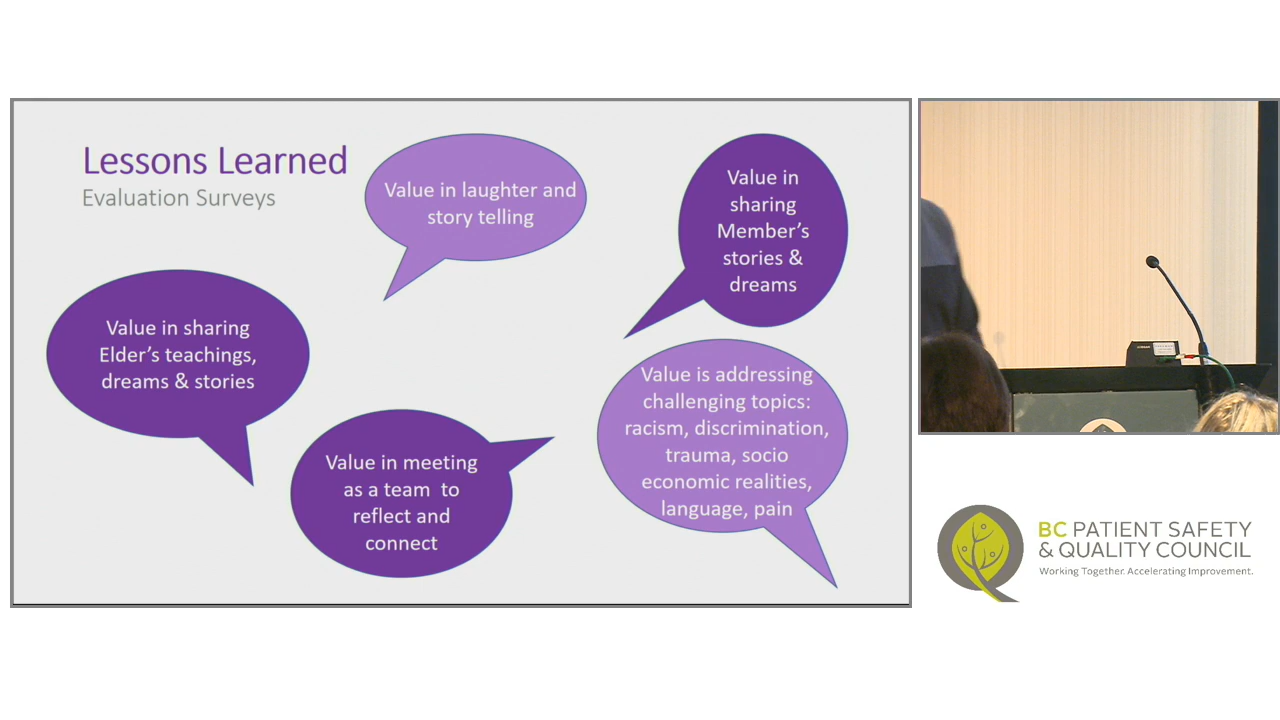 Lessons Learned
Evaluation Surveys
Value in laughter and
story telling
Value in
sharing
Member's
stories &
dreams
Value in sharing
Elder's teachings,
dreams & stories
Value is addressing
challenging topics:
racism, discrimination,
trauma, socio
economic realities,
language, pain
Value in meeting
as a team to
reflect and
connect
BC PATIENT SAFETY
& QUALITY COUNCIL
Working Together. Accelerating Improvement.